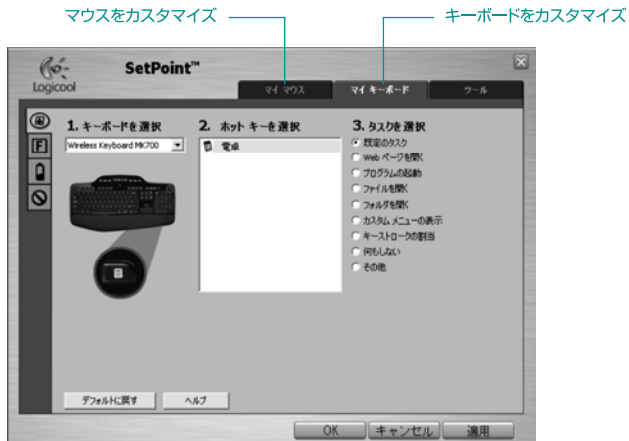 マウスをカスタマイズ
キーボードをカスタマイズ
SetPoint™
Logicool
マイ マウス
マイ キーボード
ツール
1. キーボードを選択
2. ホット キーを選択
3. タスクを選択
Wireless Keyboard MK700
電卓
既定のタスク
Web ページを開く
プログラムの起動
ファイルを開く
フォルダを開く
カスタム メニューの表示
キーストロークの割当
何もしない
その他
F
デフォルトに戻す
ヘルプ
OK
キャンセル
適用